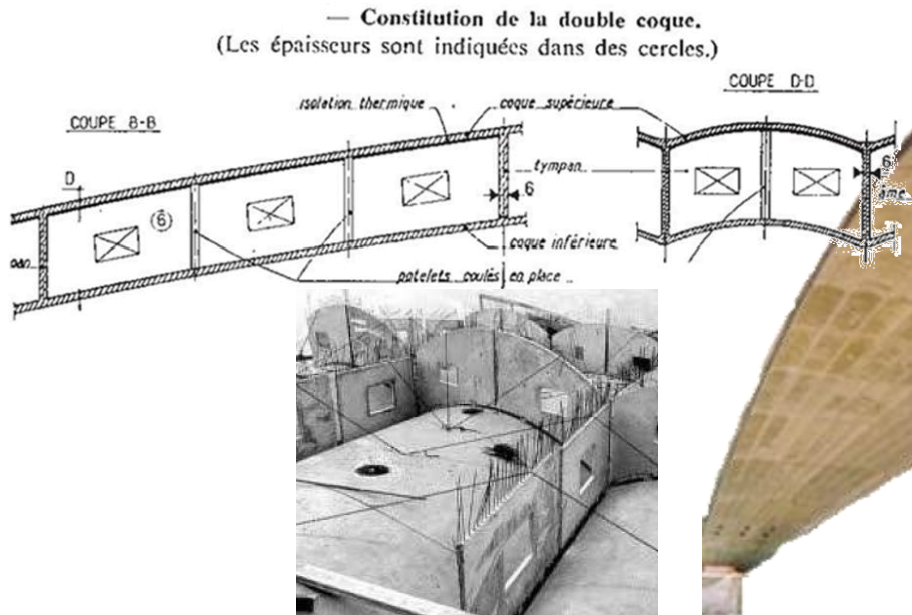 — Constitution de la double coque.
(Les épaisseurs sont indiquées dans des cercles.)
COUPE D-D
isolation thermique
coque supérieure
COUPE B-B
D
tympan
6
6
6
âme
coque inférieure
potelets coulés en place